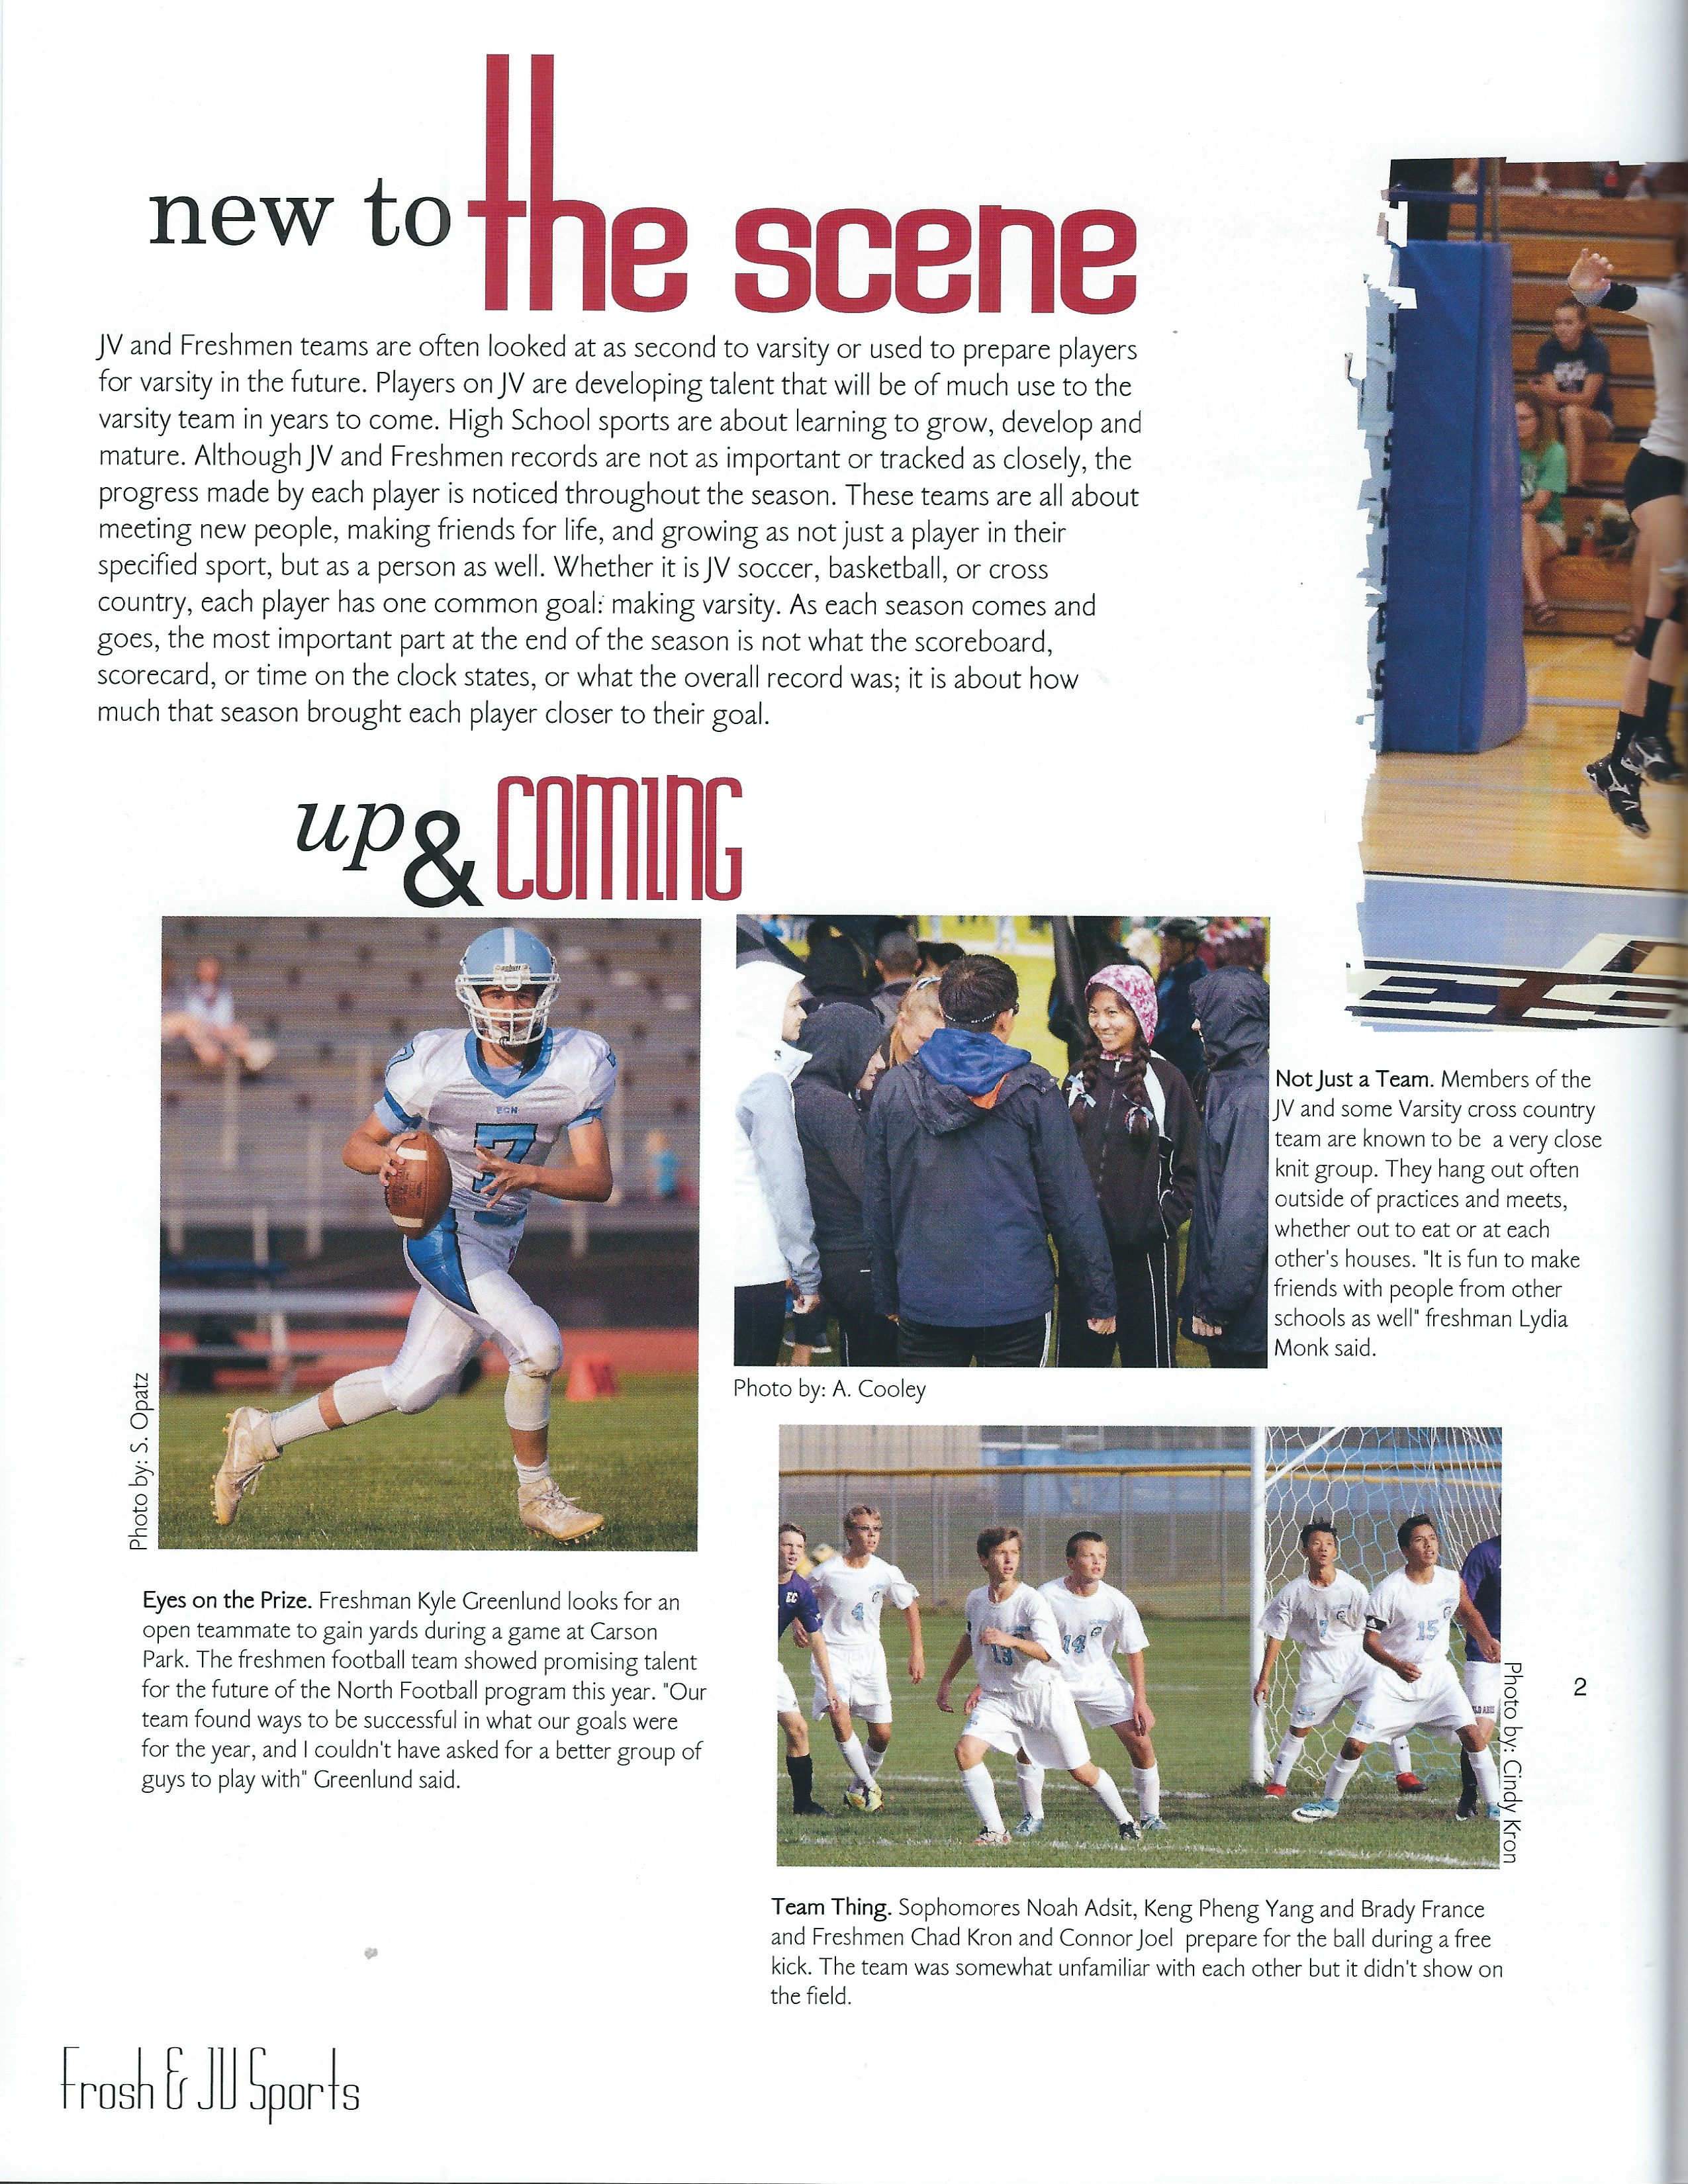 new to the scene
JV and Freshmen teams are often looked at as second to varsity or used to prepare players
for varsity in the future. Players on JV are developing talent that will be of much use to the
varsity team in years to come. High School sports are about learning to grow, develop and
mature. Although JV and Freshmen records are not as important or tracked as closely, the
progress made by each player is noticed throughout the season. These teams are all about
meeting new people, making friends for life, and growing as not just a player in their
specified sport, but as a person as well. Whether it is JV soccer, basketball, or cross
country, each player has one common goal: making varsity. As each season comes and
goes, the most important part at the end of the season is not what the scoreboard,
scorecard, or time on the clock states, or what the overall record was; it is about how
much that season brought each player closer to their goal.
up & coming
ECN
7
7
Photo by: S. Opatz
Eyes on the Prize. Freshman Kyle Greenlund looks for an
open teammate to gain yards during a game at Carson
Park. The freshmen football team showed promising talent
for the future of the North Football program this year. "Our
team found ways to be successful in what our goals were
for the year, and I couldn't have asked for a better group of
guys to play with" Greenlund said.
Photo by: A. Cooley
Not Just a Team. Members of the
JV and some Varsity cross country
team are known to be a very close
knit group. They hang out often
outside of practices and meets,
whether out to eat or at each
other's houses. "It is fun to make
friends with people from other
schools as well" freshman Lydia
Monk said.
EC
4
13
14
7
15
Photo by: Cindy Kron
2
Team Thing. Sophomores Noah Adsit, Keng Pheng Yang and Brady France
and Freshmen Chad Kron and Connor Joel prepare for the ball during a free
kick. The team was somewhat unfamiliar with each other but it didn't show on
the field.
Frosh & JV Sports